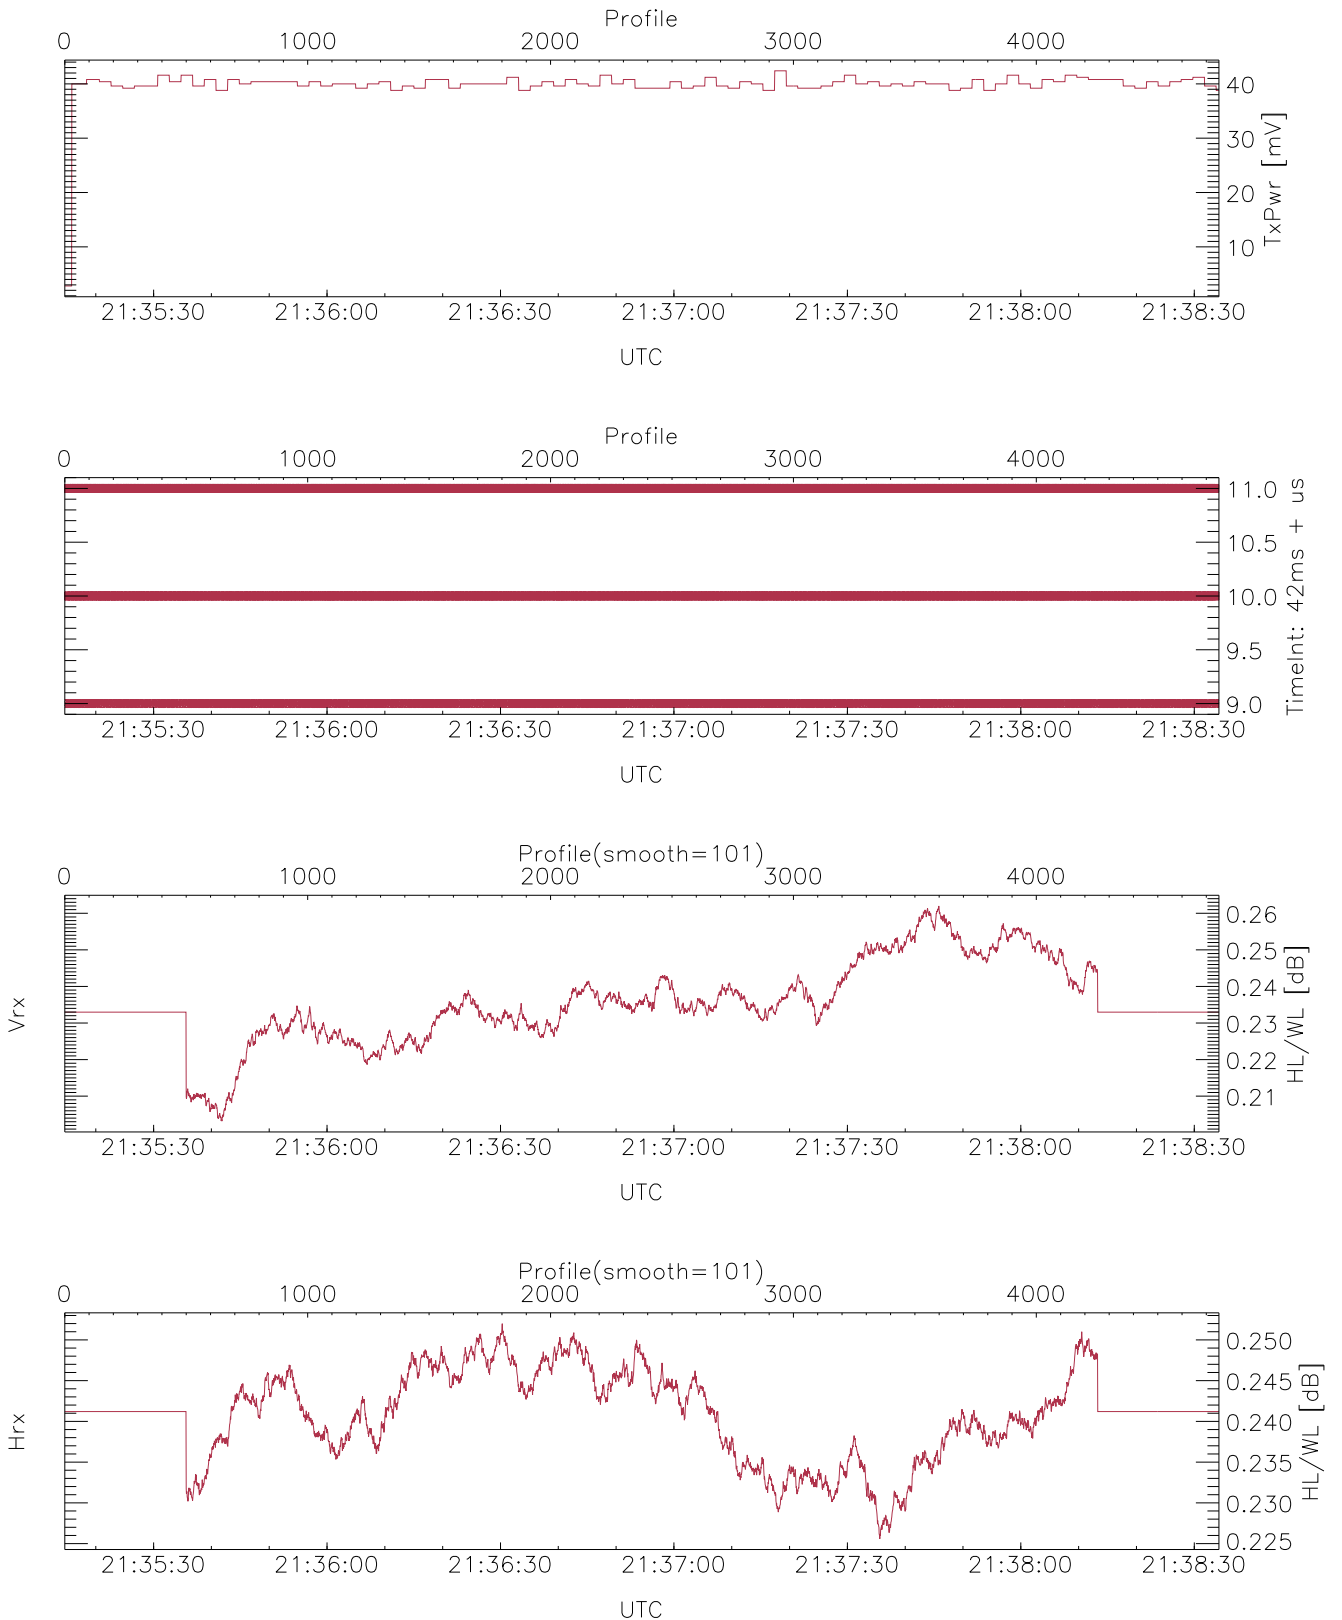 Profile
0 1000 2000 3000 4000
40
30
20
10
TxPwr [mV]
21:35:30 21:36:00 21:36:30 21:37:00 21:37:30 21:38:00 21:38:30
UTC
Profile
0 1000 2000 3000 4000
11.0
10.5
10.0
9.5
9.0
TimeInt: 42ms + us
21:35:30 21:36:00 21:36:30 21:37:00 21:37:30 21:38:00 21:38:30
UTC
Profile(smooth=101)
0 1000 2000 3000 4000
Vrx
0.26
0.25
0.24
0.23
0.22
0.21
HL/WL [dB]
21:35:30 21:36:00 21:36:30 21:37:00 21:37:30 21:38:00 21:38:30
UTC
Profile(smooth=101)
0 1000 2000 3000 4000
Hrx
0.250
0.245
0.240
0.235
0.230
0.225
HL/WL [dB]
21:35:30 21:36:00 21:36:30 21:37:00 21:37:30 21:38:00 21:38:30
UTC